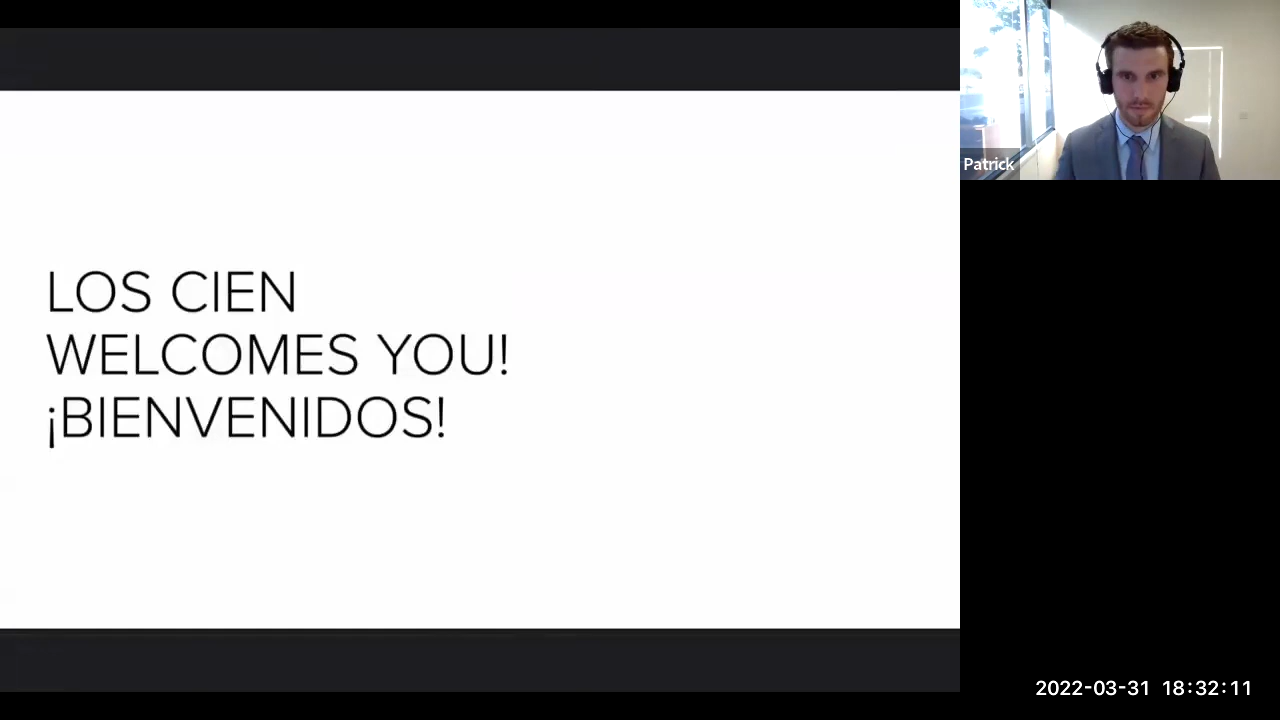 LOS CIEN
WELCOMES YOU!
¡BIENVENIDOS!
Patrick
2022-03-31 18:32:11